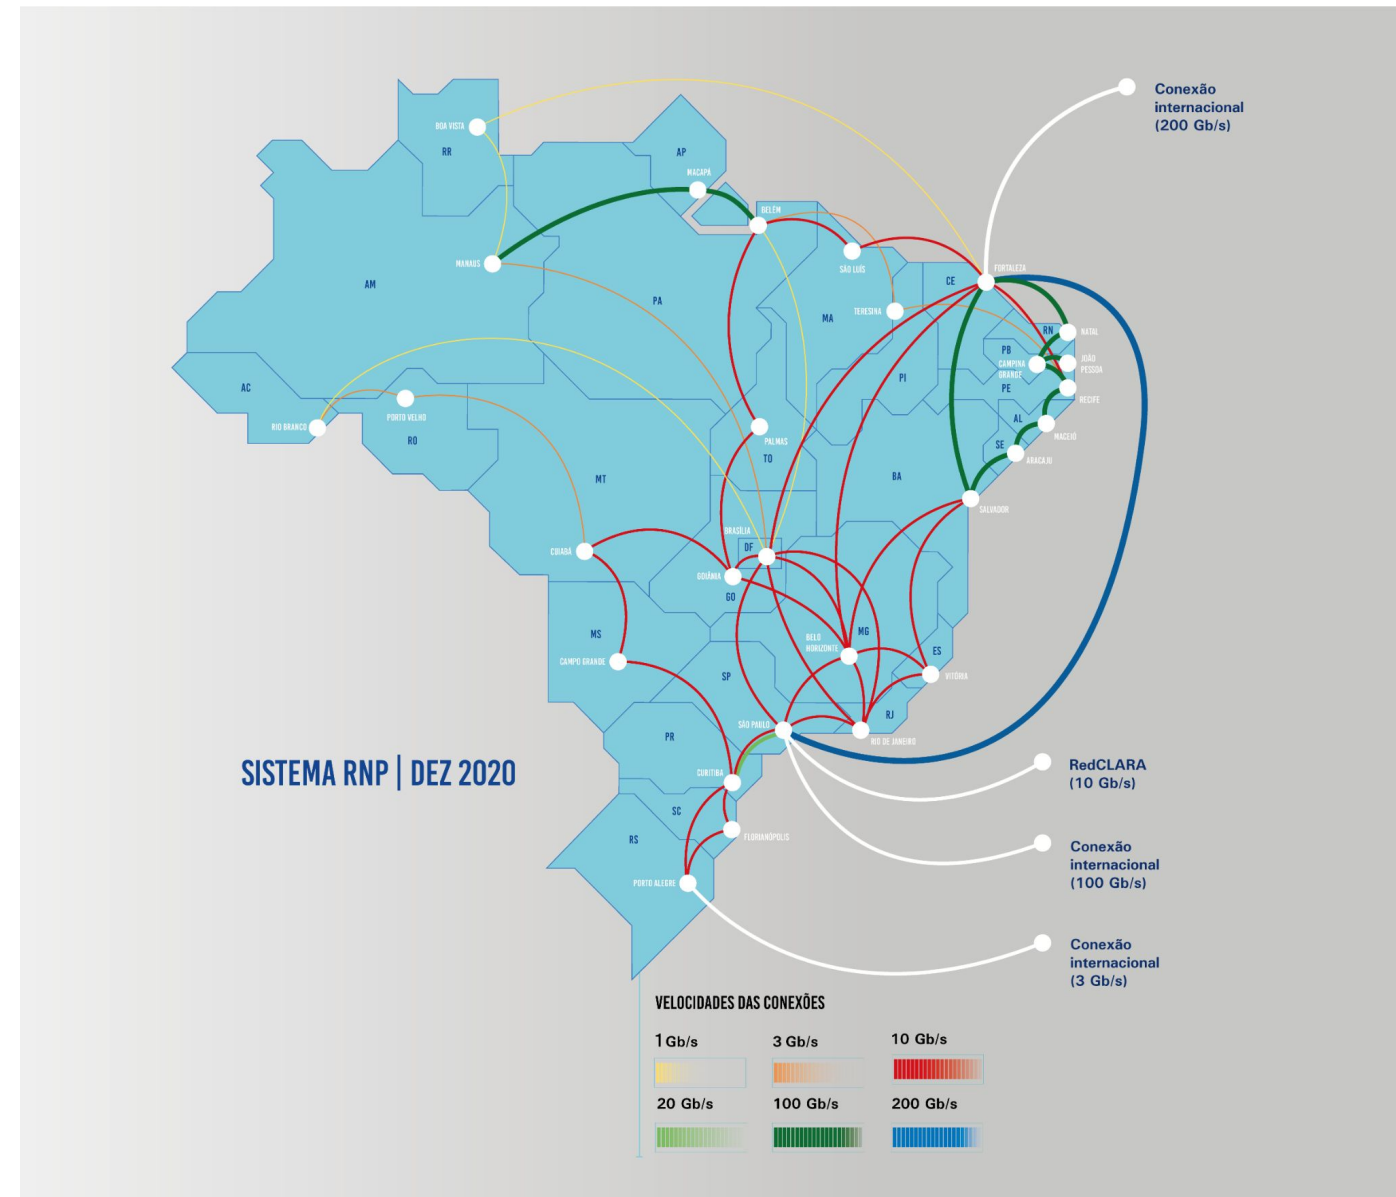 Conexão
internacional
(200 Gb/s)
BOA VISTA
RR
AP
MACAPÁ
BELÉM
MANAUS
SÃO LUÍS
FORTALEZA
CE
AM
PA
MA
TERESINA
RN
NATAL
PB
CAMPINA
GRANGE
JOÃO
PESSOA
PI
PE
RECIFE
AC
PORTO VELHO
RIO BRANCO
RO
AL
MACEIÓ
PALMAS
TO
SE
ARACAJU
MT
BA
SALVADOR
BRASÍLIA
DF
CUIABÁ
GOIÂNIA
GO
MS
BELO
HORIZONTE
MG
ES
CAMPO GRANDE
SP
VITÓRIA
RJ
SÃO PAULO
RIO DE JANEIRO
PR
SISTEMA RNP | DEZ 2020
CURITIBA
RedCLARA
(10 Gb/s)
SC
FLORIANÓPOLIS
RS
Conexão
internacional
(100 Gb/s)
PORTO ALEGRE
Conexão
internacional
(3 Gb/s)
VELOCIDADES DAS CONEXÕES
1 Gb/s
3 Gb/s
10 Gb/s
20 Gb/s
100 Gb/s
200 Gb/s